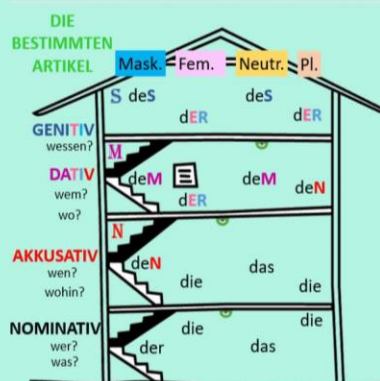 DIE
BESTIMMTEN
ARTIKEL
Mask. Fem. Neutr. Pl.
S deS deS
dER dER
GENITIV
wessen?
M
DATIV deM deM
dER deN
wem?
wo?
N
AKKUSATIV deN das
die die
wen?
wohin?
NOMINATIV die die
wer? der das
was?